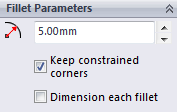 Fillet Parameters
5.00mm
Keep constrained
corners
Dimension each fillet